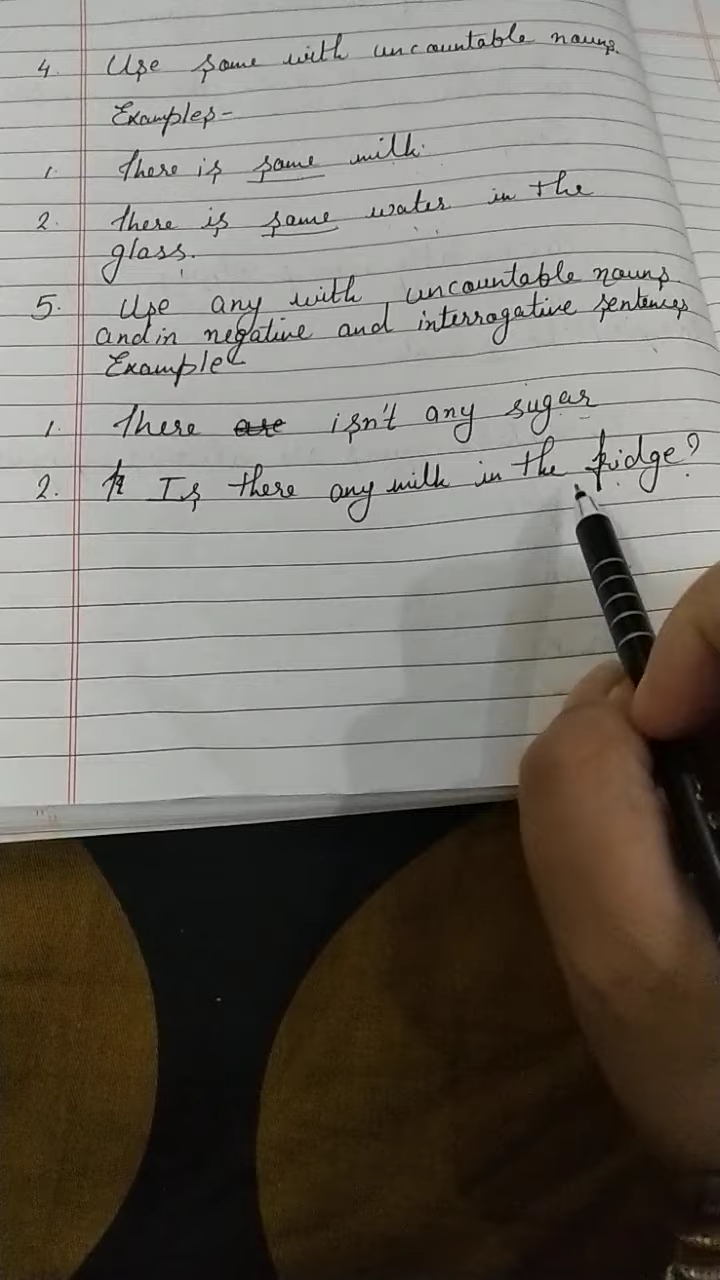 4. Use some with uncountable nouns.
Examples-
1. There is some milk.
2. There is some water in the
glass.
5. Use any with uncountable nouns
and in negative and interrogative sentences
Example
1. There are isn't any sugar
2. Is there any milk in the fridge?